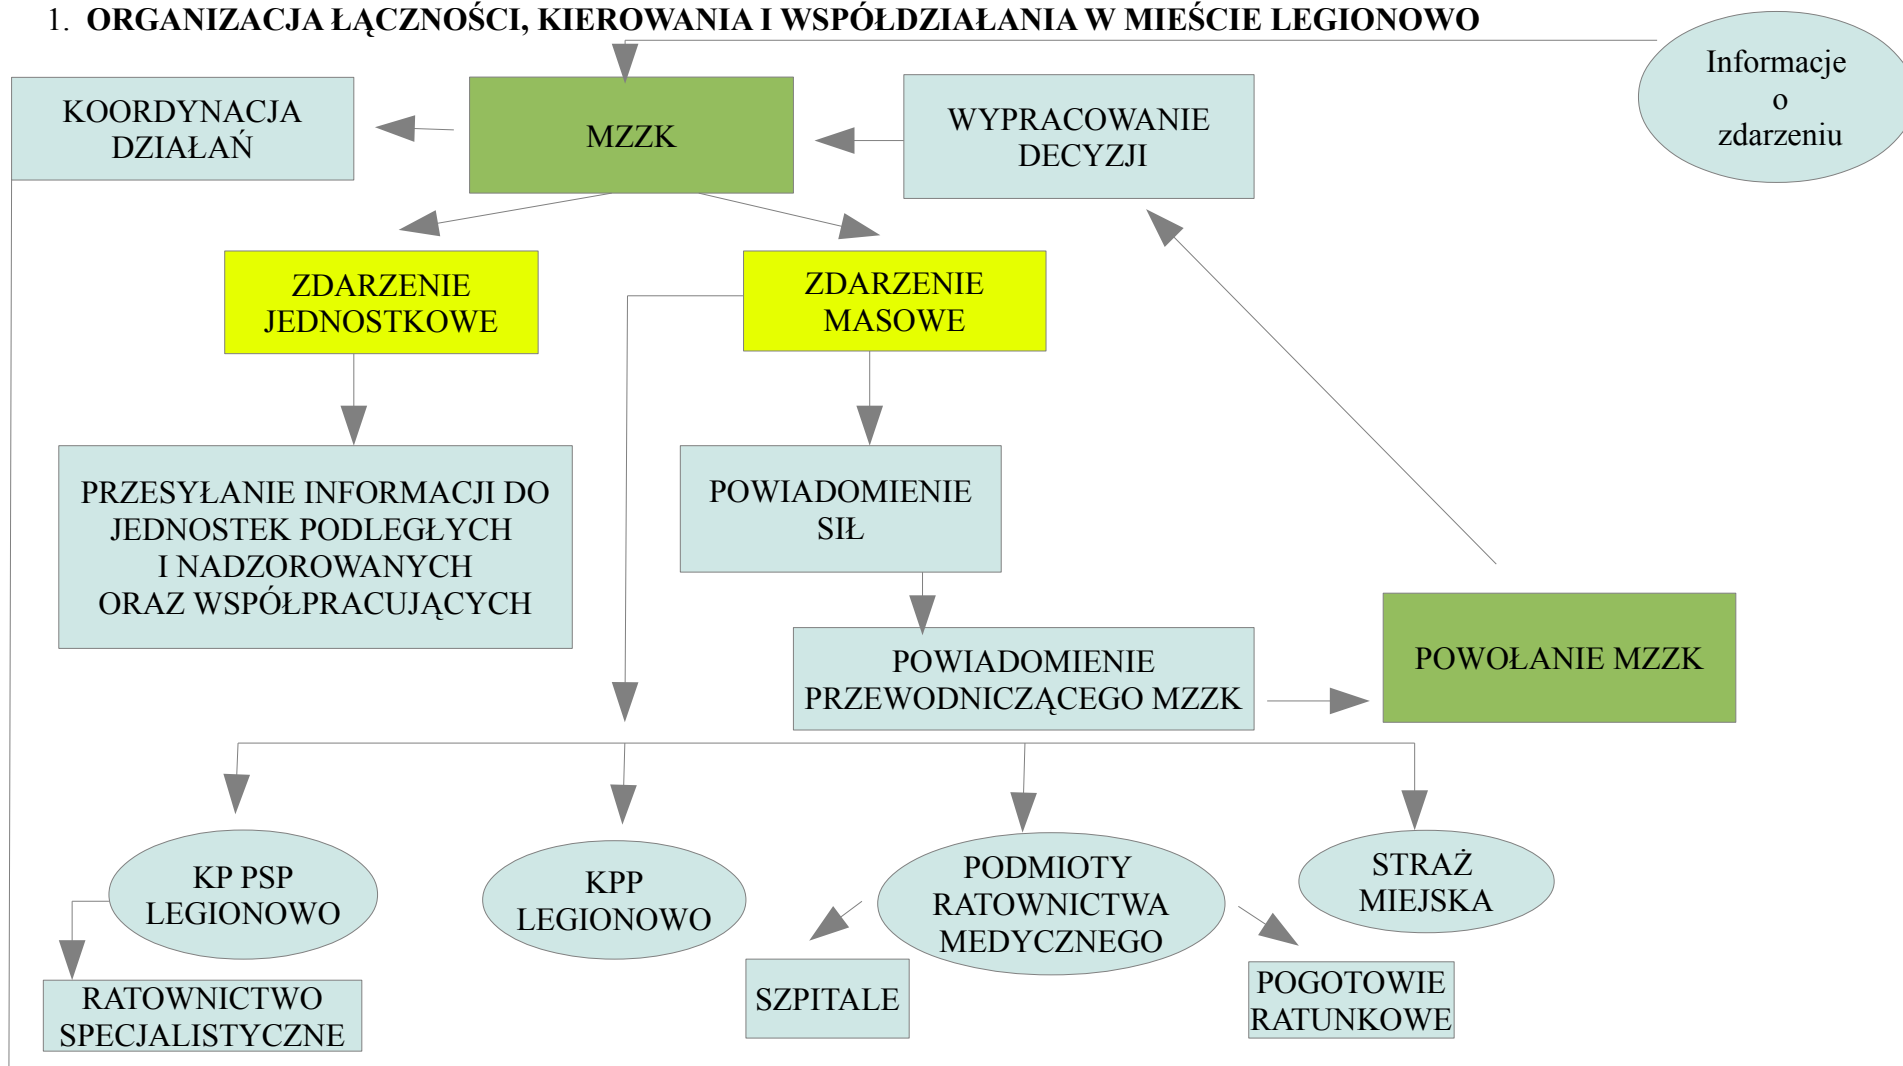 1. ORGANIZACJA ŁĄCZNOŚCI, KIEROWANIA I WSPÓŁDZIAŁANIA W MIEŚCIE LEGIONOWO
Informacje
o
zdarzeniu
KOORDYNACJA
DZIAŁAŃ
MZZK
WYPRACOWANIE
DECYZJI
ZDARZENIE
JEDNOSTKOWE
ZDARZENIE
MASOWE
PRZESYŁANIE INFORMACJI DO
JEDNOSTEK PODLEGŁYCH
I NADZOROWANYCH
ORAZ WSPÓŁPRACUJĄCYCH
POWIADOMIENIE
SIŁ
POWIADOMIENIE
PRZEWODNICZĄCEGO MZZK
POWOŁANIE MZZK
KP PSP
LEGIONOWO
KPP
LEGIONOWO
PODMIOTY
RATOWNICTWA
MEDYCZNEGO
STRAŻ
MIEJSKA
RATOWNICTWO
SPECJALISTYCZNE
SZPITALE
POGOTOWIE
RATUNKOWE